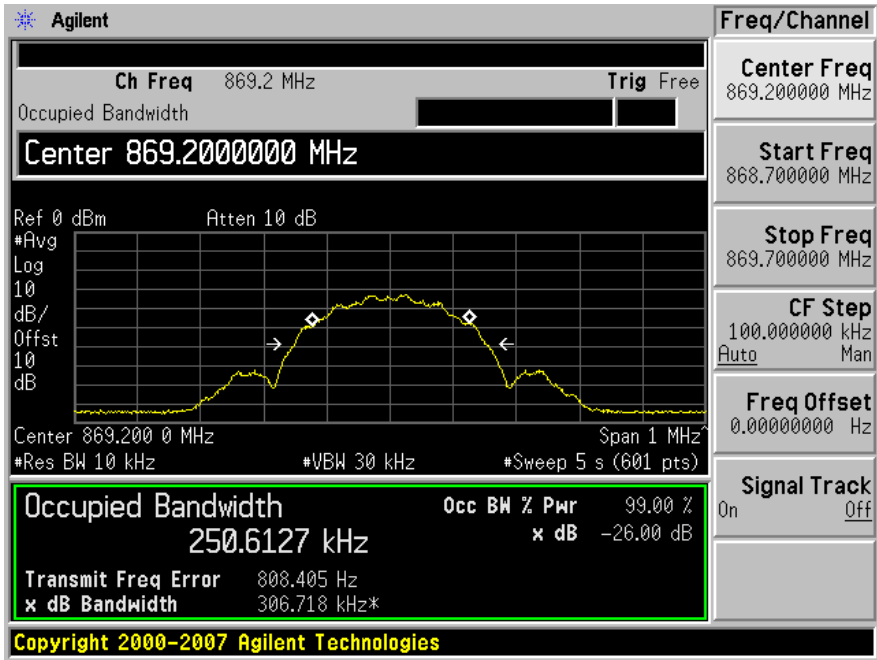 Agilent
Freq/Channel
Ch Freq 869.2 MHz Trig Free
Occupied Bandwidth
Center 869.2000000 MHz
Ref 0 dBm Atten 10 dB
#Avg
Log
10
dB/
Offst
10
dB
Center 869.200 0 MHz Span 1 MHz^
#Res BW 10 kHz #VBW 30 kHz #Sweep 5 s (601 pts)
Occupied Bandwidth Occ BW % Pwr 99.00 %
250.6127 kHz x dB -26.00 dB
Transmit Freq Error 808.405 Hz
x dB Bandwidth 306.718 kHz*
Copyright 2000-2007 Agilent Technologies
Center Freq
869.200000 MHz
Start Freq
868.700000 MHz
Stop Freq
869.700000 MHz
CF Step
100.000000 kHz
Auto Man
Freq Offset
0.00000000 Hz
Signal Track
On Off